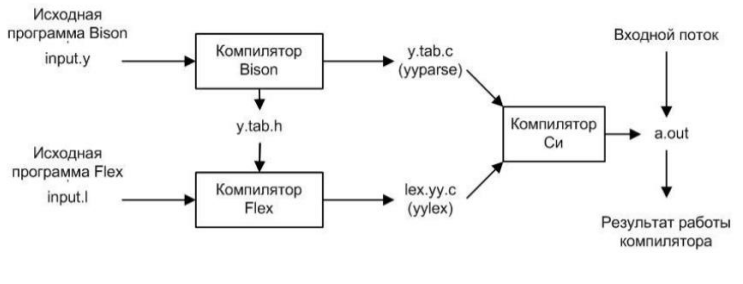 Исходная
программа Bison
input.y
Компилятор
Bison
y.tab.c
(yyparse)
Входной поток
y.tab.h
Компилятор
Си
a.out
Исходная
программа Flex
input.l
Компилятор
Flex
lex.yy.c
(yylex)
Результат работы
компилятора